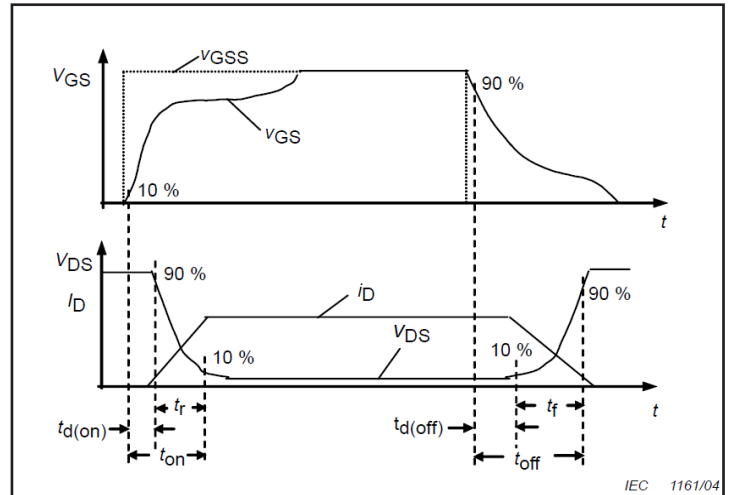 vGSS
VGS
90 %
vGS
10 %
t
VDS
90 %
iD
ID
90 %
VDS
10 %
10 %
tr
tf
t
td(on)
td(off)
ton
toff
IEC 1161/04